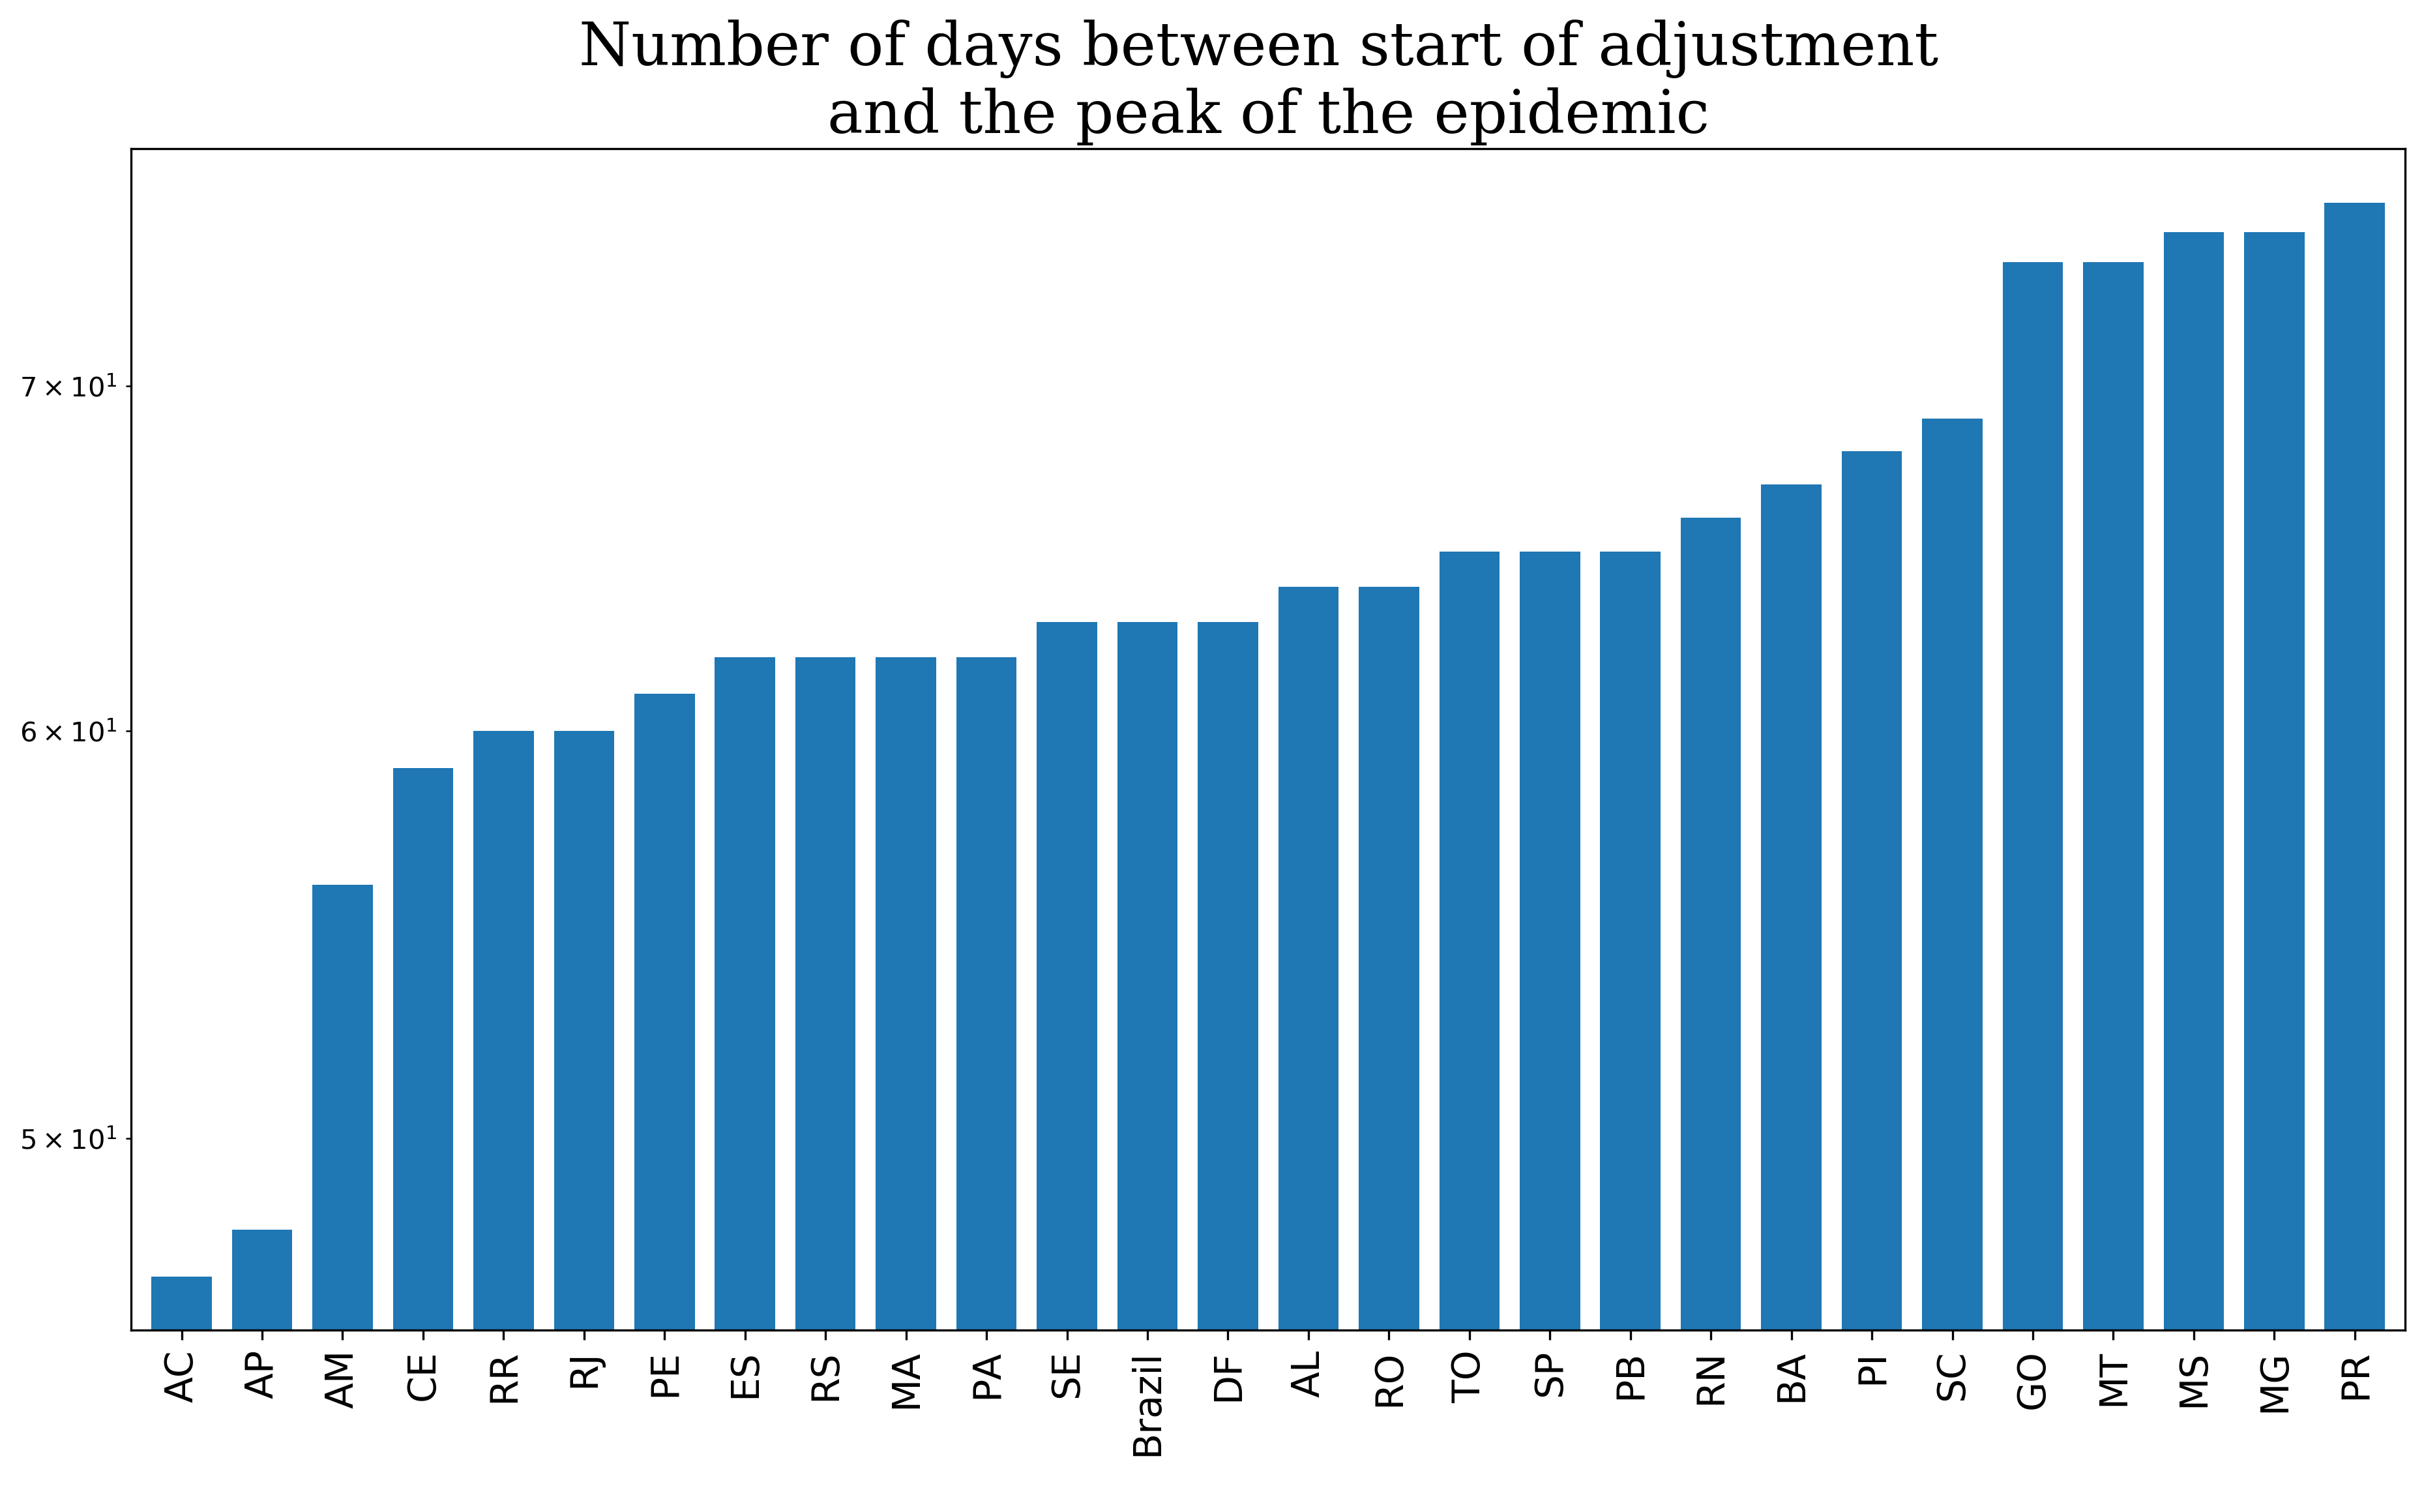 Number of days between start of adjustment
and the peak of the epidemic
7 × 10¹
6 × 10¹
5 × 10¹
AC AP AM CE RR RJ PE ES RS MA PA SE Brazil DF AL RO TO SP PB RN BA PI SC GO MT MS MG PR